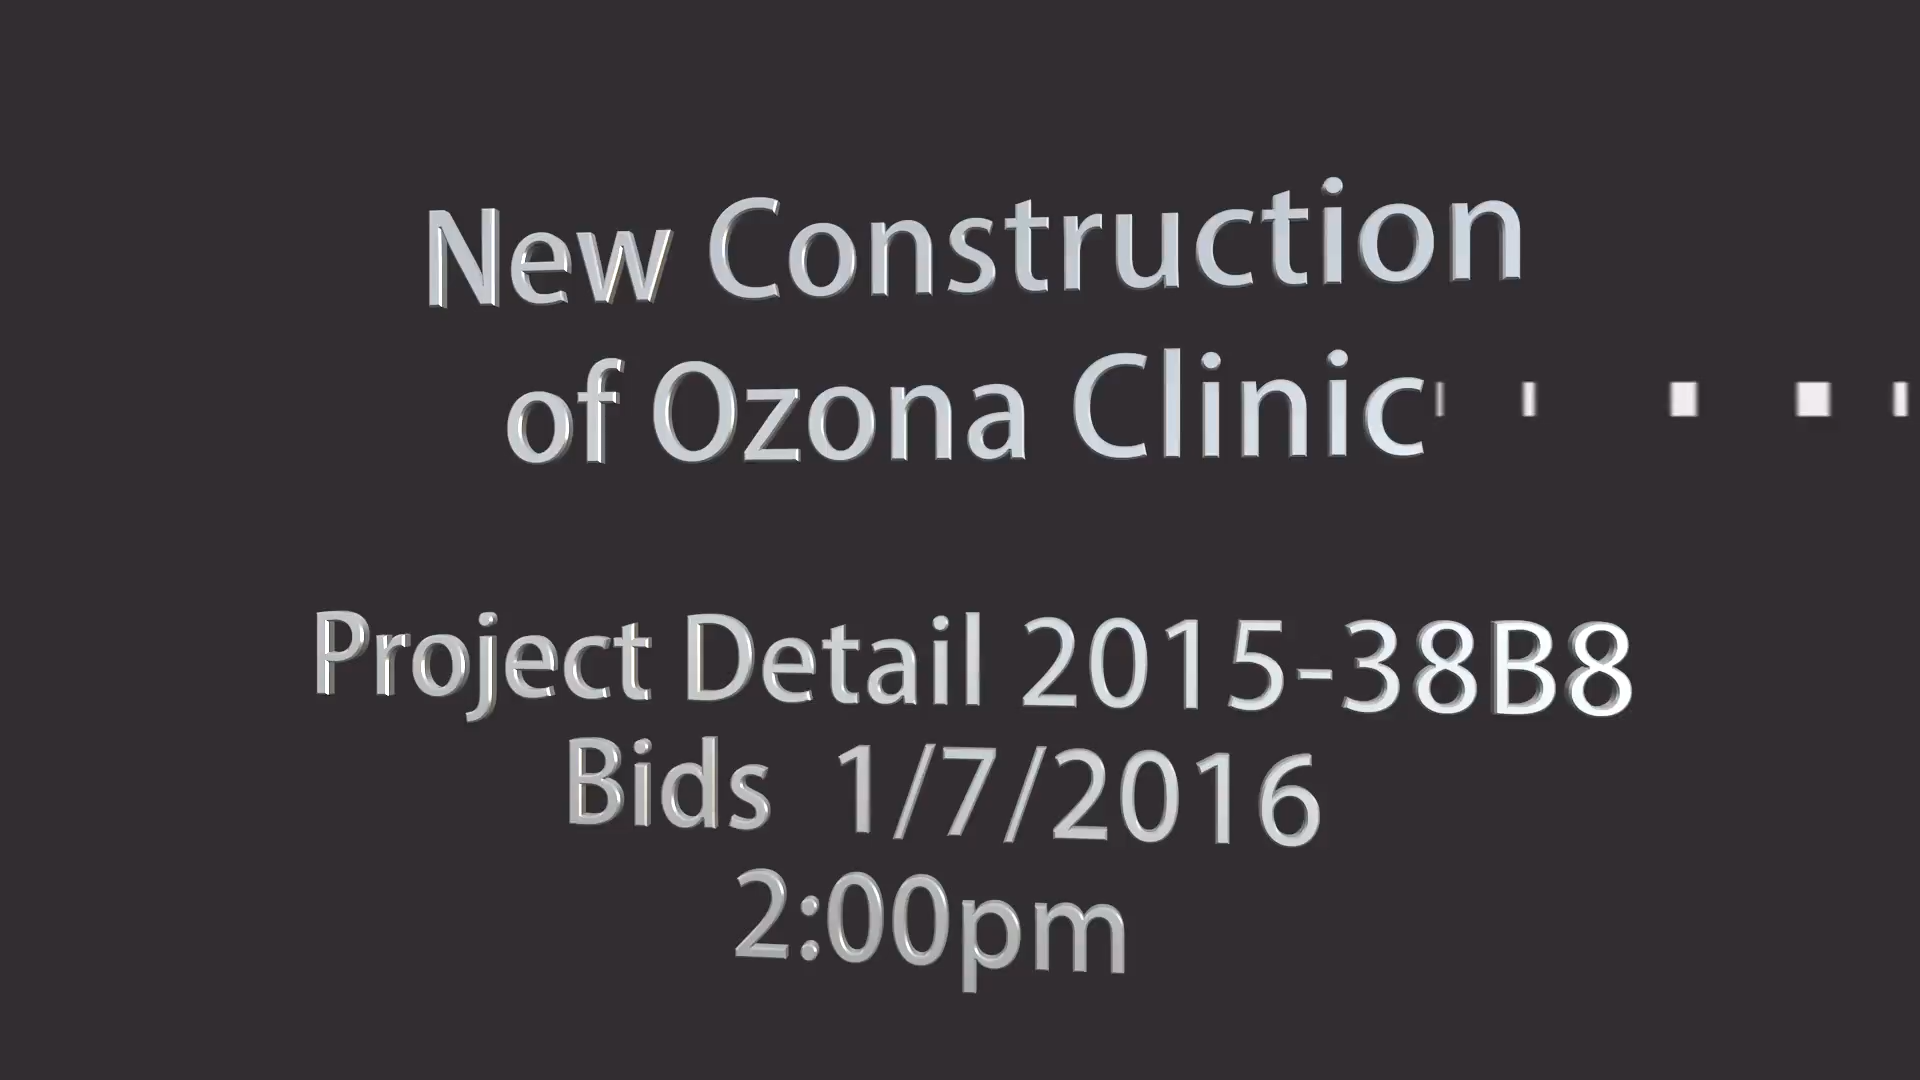 New Construction
of Ozona Clinic
Project Detail 2015-38B8
Bids 1/7/2016
2:00pm